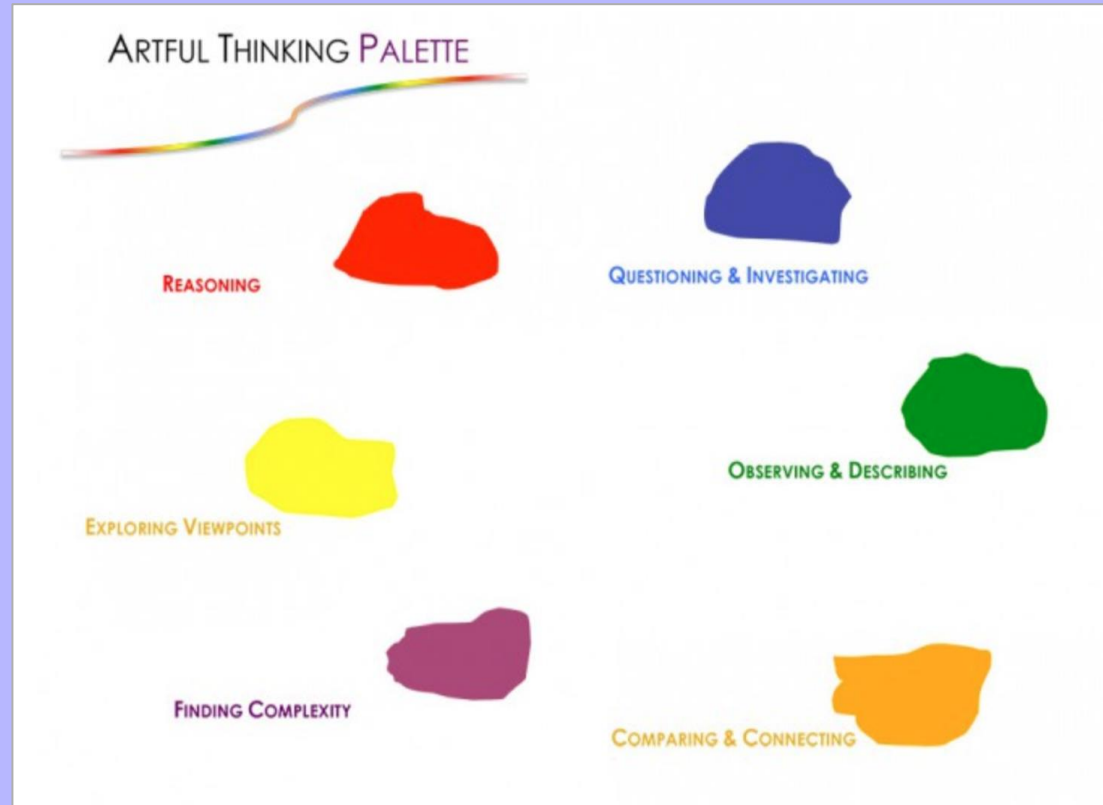 ARTFUL THINKING PALETTE
REASONING
QUESTIONING & INVESTIGATING
EXPLORING VIEWPOINTS
OBSERVING & DESCRIBING
FINDING COMPLEXITY
COMPARING & CONNECTING